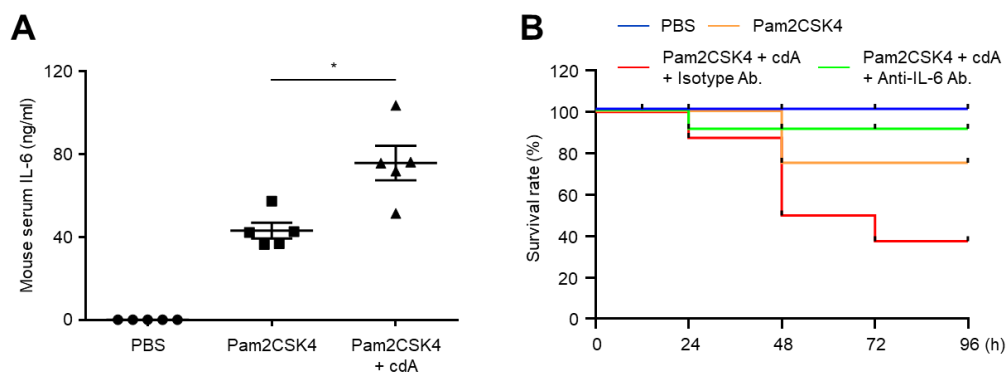 A
Mouse serum IL-6 (ng/ml)
120
80
40
0
*
PBS
Pam2CSK4
Pam2CSK4
+ cdA
B
PBS
Pam2CSK4
Pam2CSK4 + cdA
+ Isotype Ab.
Pam2CSK4 + cdA
+ Anti-IL-6 Ab.
Survival rate (%)
120
100
80
60
40
20
0
0 24 48 72 96 (h)